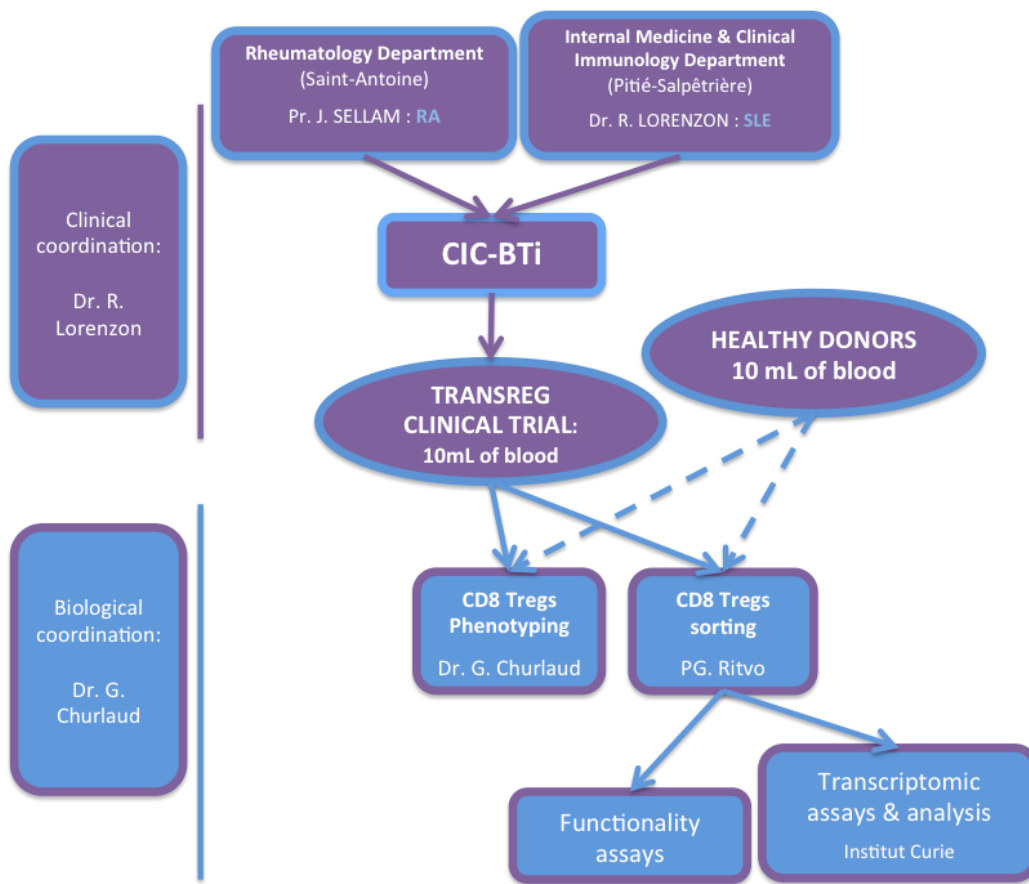 Rheumatology Department
(Saint-Antoine)
Pr. J. SELLAM : RA
Internal Medicine & Clinical
Immunology Department
(Pitié-Salpêtrière)
Dr. R. LORENZON : SLE
Clinical
coordination:
Dr. R.
Lorenzon
CIC-BTi
HEALTHY DONORS
10 mL of blood
TRANSREG
CLINICAL TRIAL:
10mL of blood
Biological
coordination:
Dr. G.
Churlaud
CD8 Tregs
Phenotyping
Dr. G. Churlaud
CD8 Tregs
sorting
PG. Ritvo
Functionality
assays
Transcriptomic
assays & analysis
Institut Curie